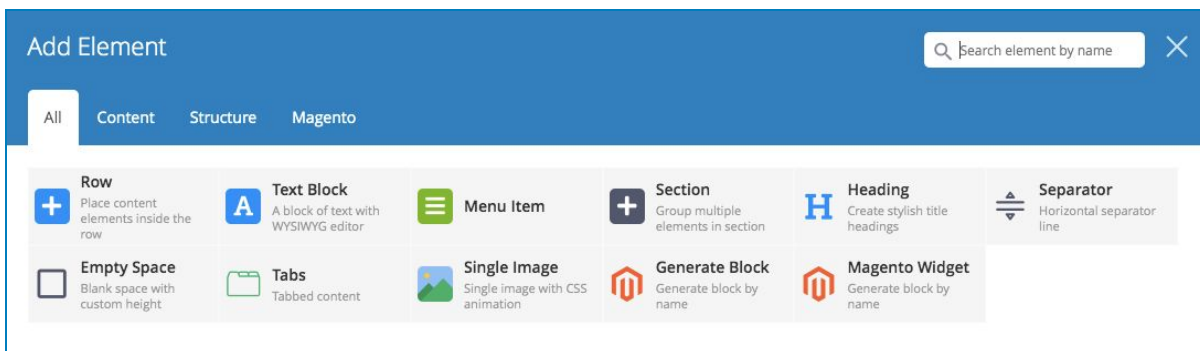 Add Element
Search element by name
All Content Structure Magento
Row
Place content
elements inside the
row
Text Block
A block of text with
WYSIWYG editor
Menu Item
Section
Group multiple
elements in section
Heading
Create stylish title
headings
Separator
Horizontal separator
line
Empty Space
Blank space with
custom height
Tabs
Tabbed content
Single Image
Single image with CSS
animation
Generate Block
Generate block by
name
Magento Widget
Generate block by
name